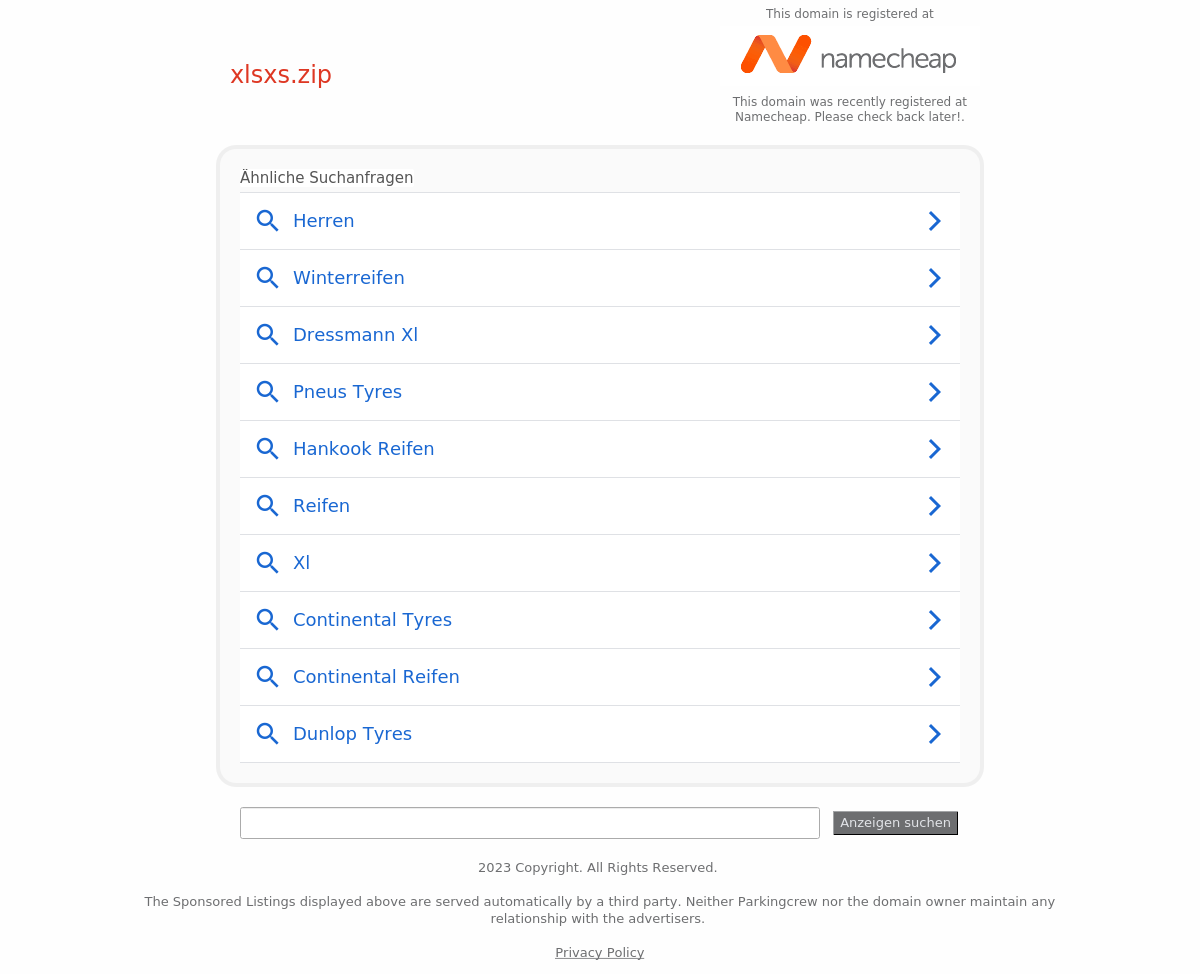 This domain is registered at
namecheap
xlsxs.zip
This domain was recently registered at
Namecheap. Please check back later!.
Ähnliche Suchanfragen
Herren
Winterreifen
Dressmann Xl
Pneus Tyres
Hankook Reifen
Reifen
Xl
Continental Tyres
Continental Reifen
Dunlop Tyres
Anzeigen suchen
2023 Copyright. All Rights Reserved.
The Sponsored Listings displayed above are served automatically by a third party. Neither Parkingcrew nor the domain owner maintain any
relationship with the advertisers.
Privacy Policy